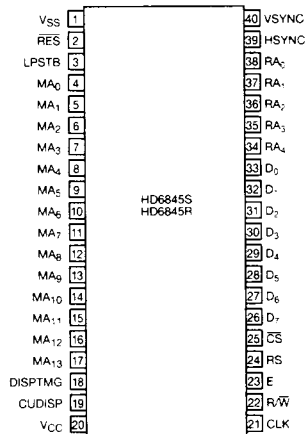 VSS 1 40 VSYNC
RES 2 39 HSYNC
LPSTB 3 38 RA0
MA0 4 37 RA1
MA1 5 36 RA2
MA2 6 35 RA3
MA3 7 34 RA4
MA4 8 33 D0
MA5 9 32 D1
MA6 10 HD6845S 31 D2
HD6845R
MA7 11 30 D3
MA8 12 29 D4
MA9 13 28 D5
MA10 14 27 D6
MA11 15 26 D7
MA12 16 25 CS
MA13 17 24 RS
DISPTMG 18 23 E
CUDISP 19 22 R/W
VCC 20 21 CLK